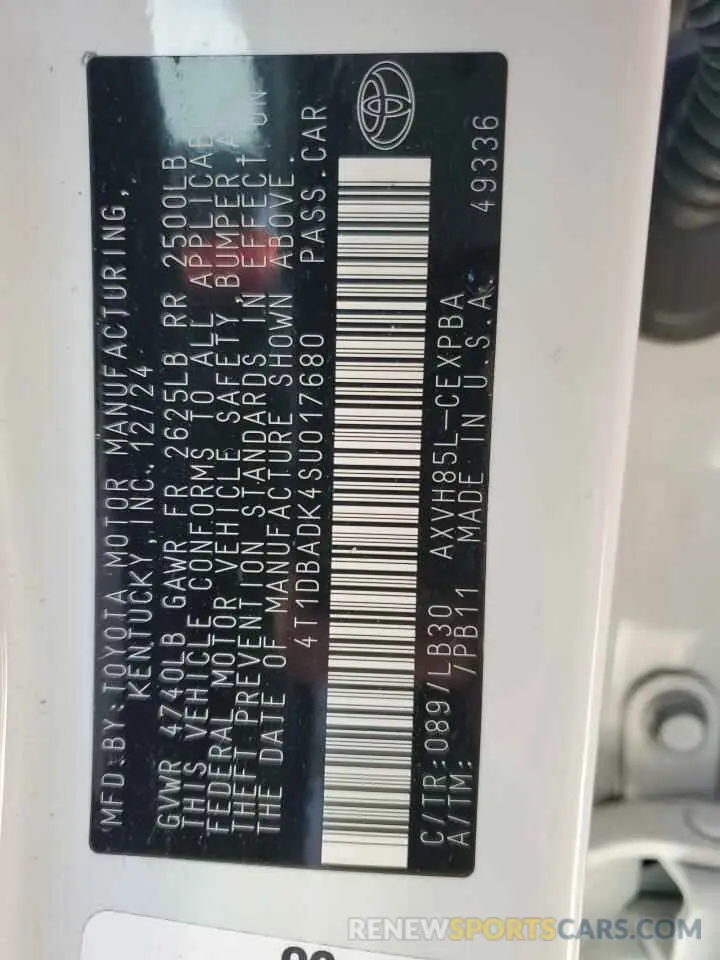 MFD.BY:TOYOTA MOTOR MANUFACTURING,
KENTUCKY,INC. 12/24
GVWR 4740LB GAWR FR 2625LB RR 2500LB
THIS VEHICLE CONFORMS TO ALL APPLICAB
FEDERAL MOTOR VEHICLE SAFETY, BUMPER A
THEFT PREVENTION STANDARDS IN EFFECT ON
THE DATE OF MANUFACTURE SHOWN ABOVE.
4T1DBADK4SU017680 PASS.CAR
C/TR:089/LB30 AXVH85L-CEXPBA 49336
A/TM: /PB11 MADE IN U.S.A.
RENEWSPORTSCARS.COM